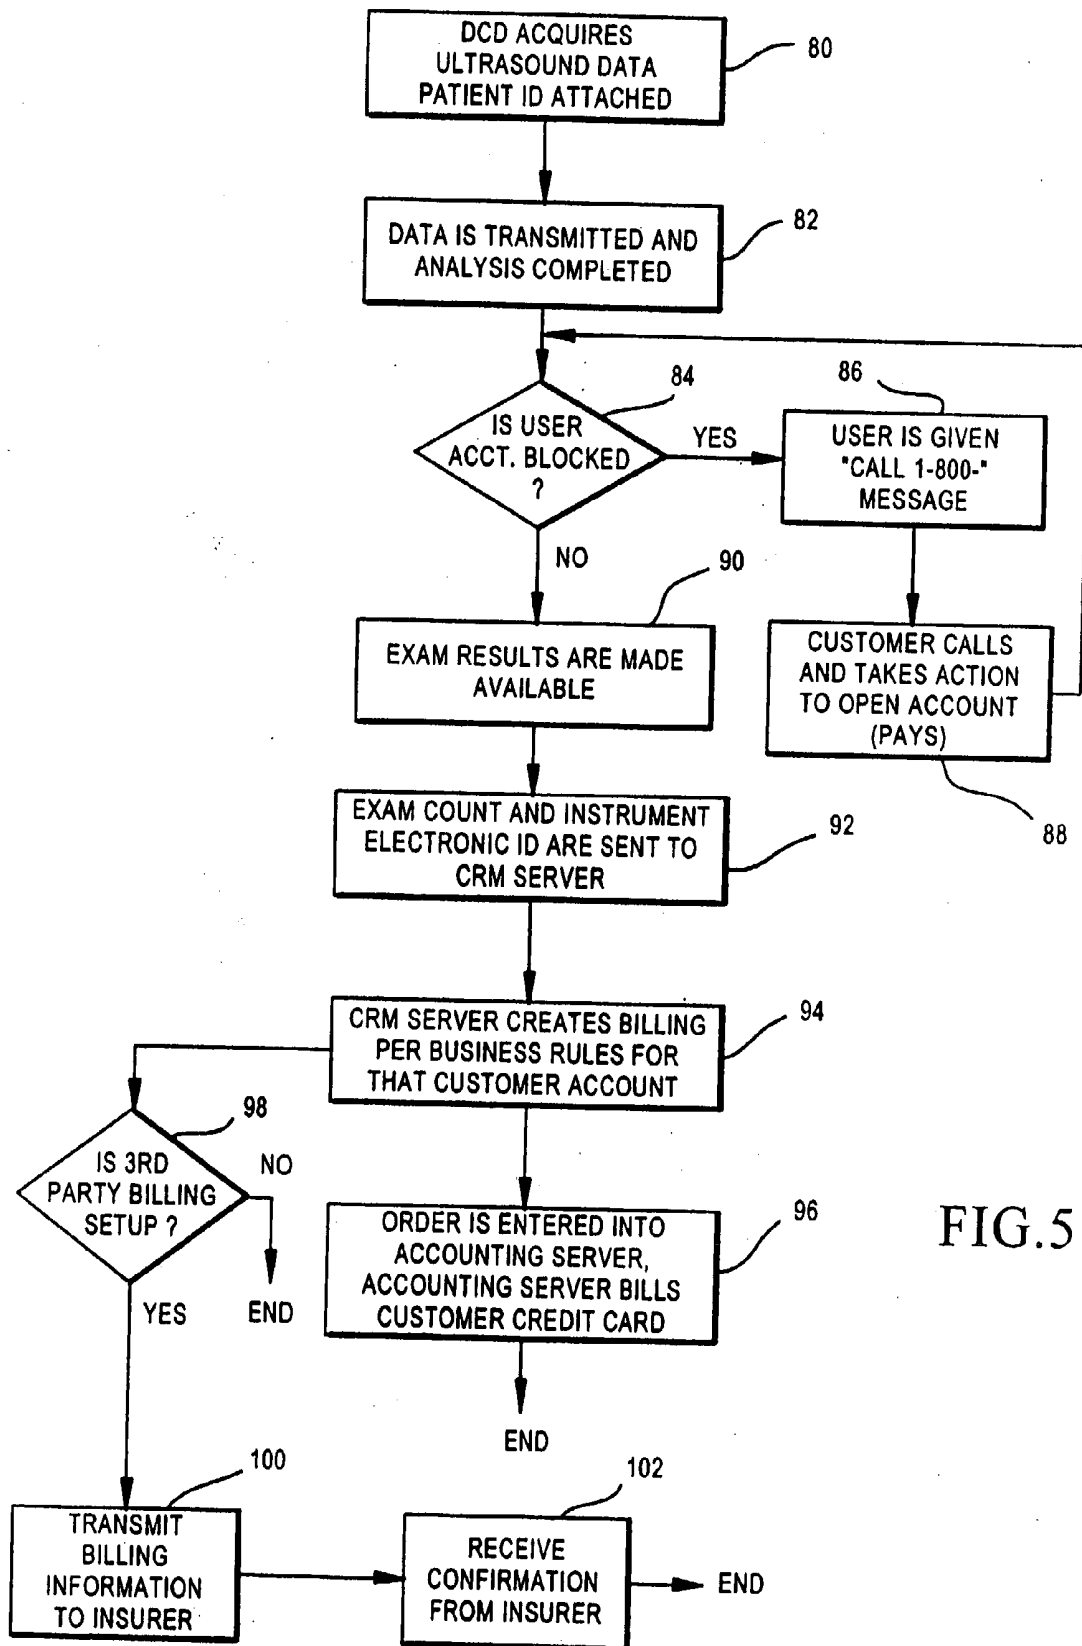 DCD ACQUIRES
ULTRASOUND DATA
PATIENT ID ATTACHED
80
DATA IS TRANSMITTED AND
ANALYSIS COMPLETED
82
IS USER
ACCT. BLOCKED
?
84
YES
86
USER IS GIVEN
"CALL 1-800-"
MESSAGE
NO
90
EXAM RESULTS ARE MADE
AVAILABLE
CUSTOMER CALLS
AND TAKES ACTION
TO OPEN ACCOUNT
(PAYS)
88
EXAM COUNT AND INSTRUMENT
ELECTRONIC ID ARE SENT TO
CRM SERVER
92
CRM SERVER CREATES BILLING
PER BUSINESS RULES FOR
THAT CUSTOMER ACCOUNT
94
98
IS 3RD
PARTY BILLING
SETUP ?
NO
END
YES
ORDER IS ENTERED INTO
ACCOUNTING SERVER,
ACCOUNTING SERVER BILLS
CUSTOMER CREDIT CARD
96
FIG.5
END
100
TRANSMIT
BILLING
INFORMATION
TO INSURER
102
RECEIVE
CONFIRMATION
FROM INSURER
END